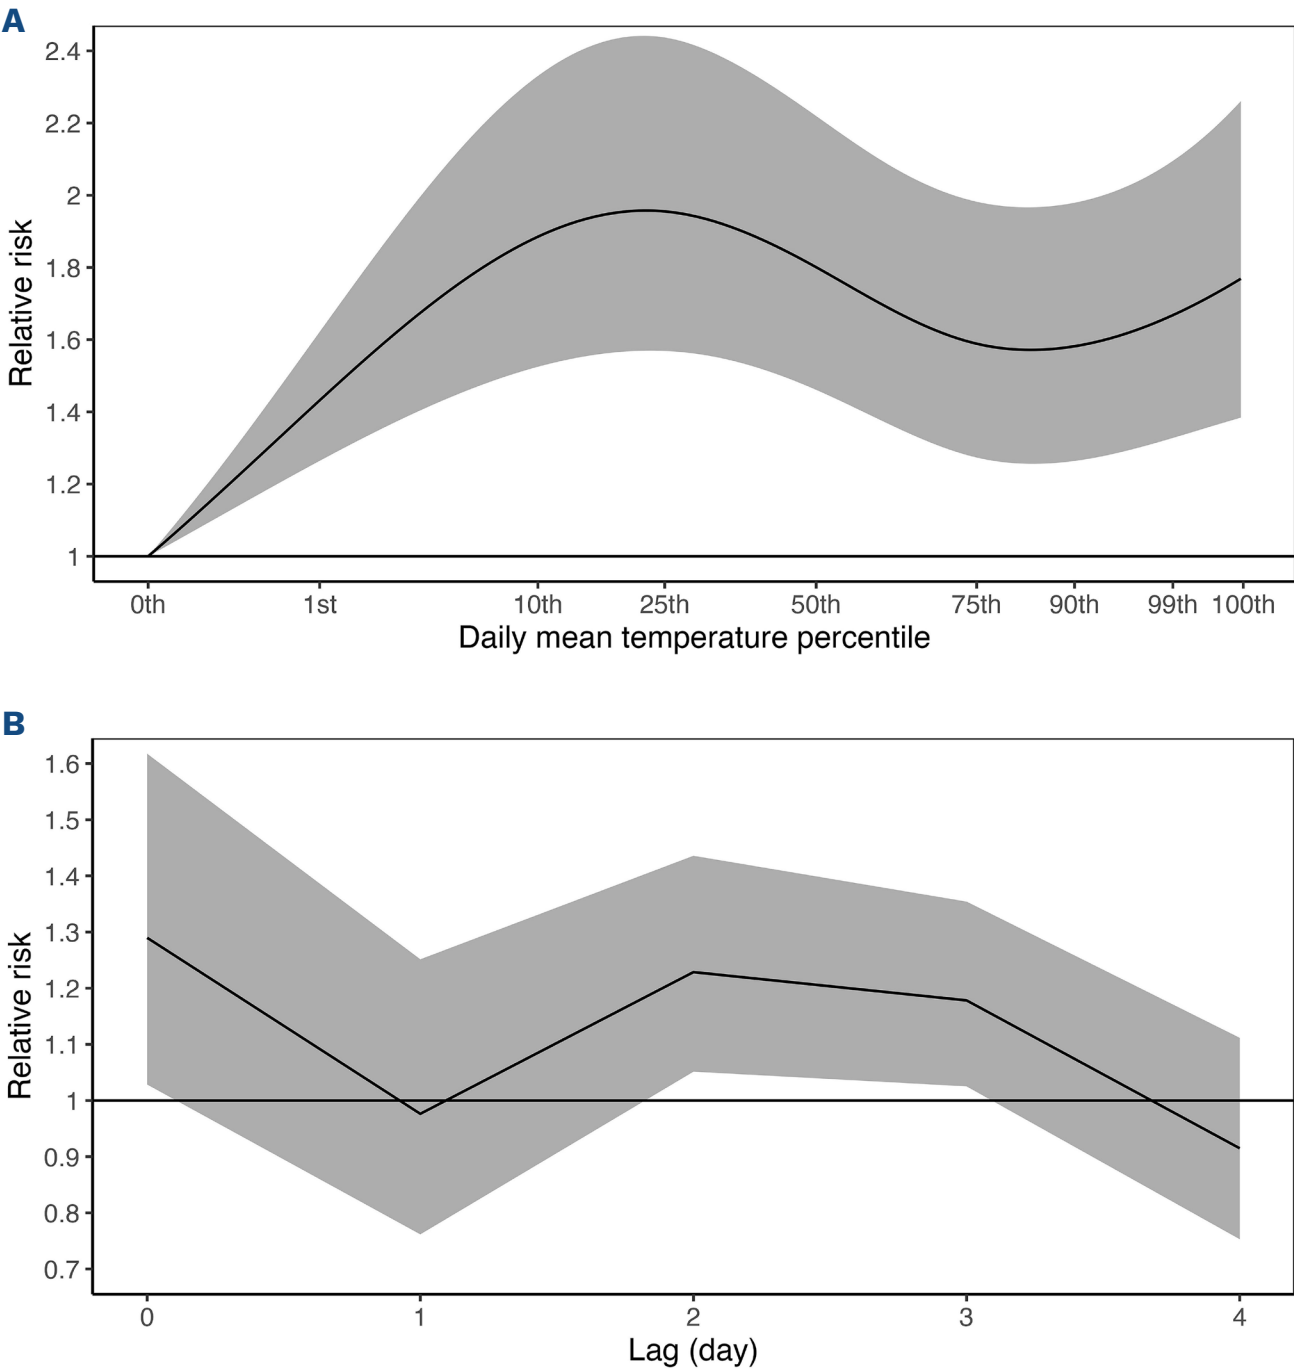 A
Relative risk
2.4
2.2
2
1.8
1.6
1.4
1.2
1
0th 1st 10th 25th 50th 75th 90th 99th 100th
Daily mean temperature percentile
B
Relative risk
1.6
1.5
1.4
1.3
1.2
1.1
1
0.9
0.8
0.7
0 1 2 3 4
Lag (day)